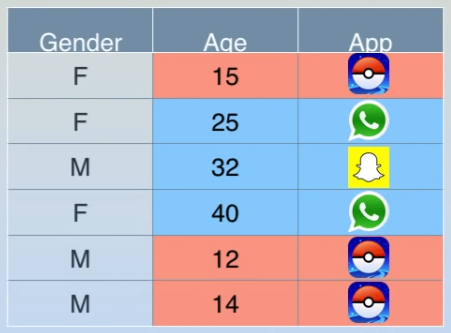 Gender Age App
F 15
F 25
M 32
F 40
M 12
M 14